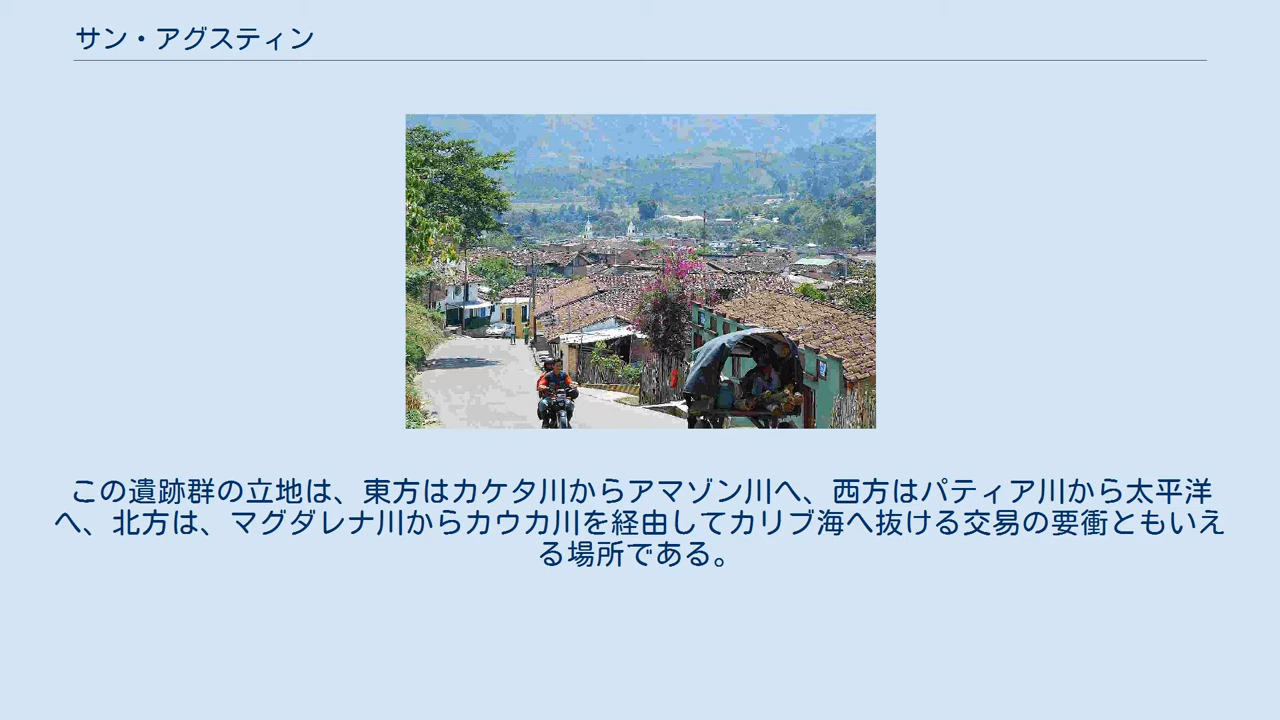 サン・アグスティン
この遺跡群の立地は、東方はカケタ川からアマゾン川へ、西方はパティア川から太平洋
へ、北方は、マグダレナ川からカウカ川を経由してカリブ海へ抜ける交易の要衝ともいえ
る場所である。